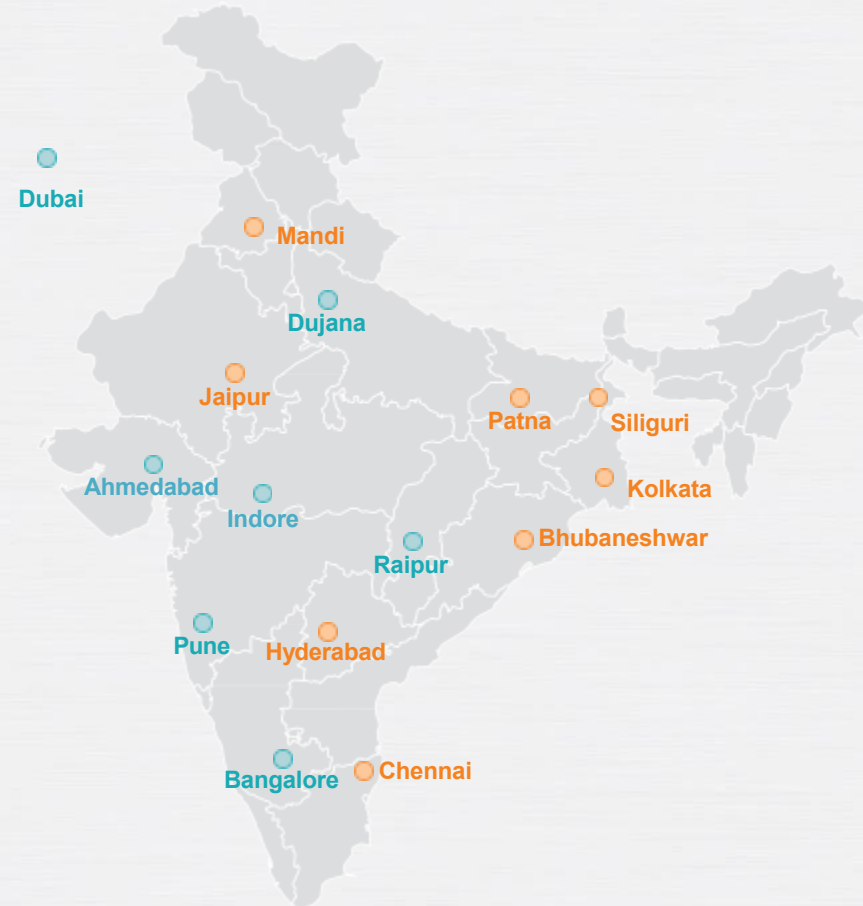 Dubai
Mandi
Dujana
Jaipur
Patna
Siliguri
Ahmedabad
Indore
Kolkata
Bhubaneshwar
Raipur
Pune
Hyderabad
Bangalore
Chennai